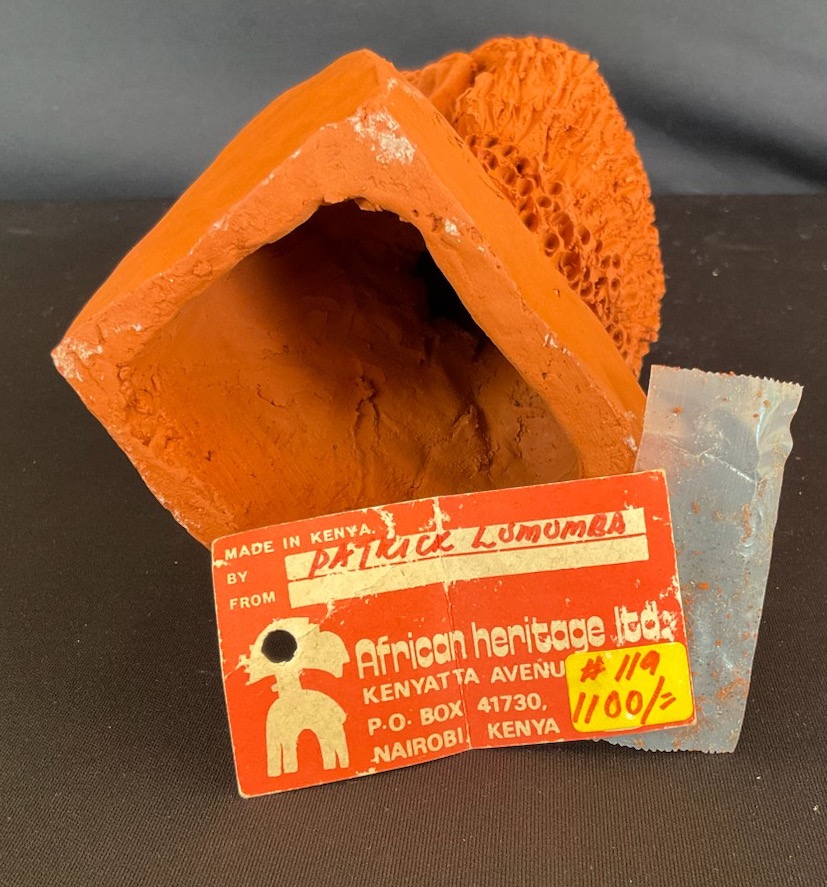 MADE IN KENYA.
BY PATRICK LUMUMBA
FROM
African heritage ltd.
KENYATTA AVENU
P.O. BOX 41730,
NAIROBI, KENYA
# 119
1100/=